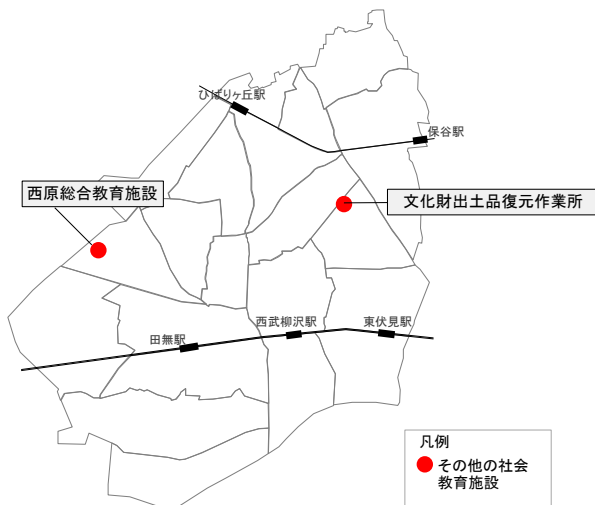 ひばりヶ丘駅
保谷駅
西原総合教育施設
文化財出土品復元作業所
田無駅
西武柳沢駅
東伏見駅
凡例
その他の社会
教育施設